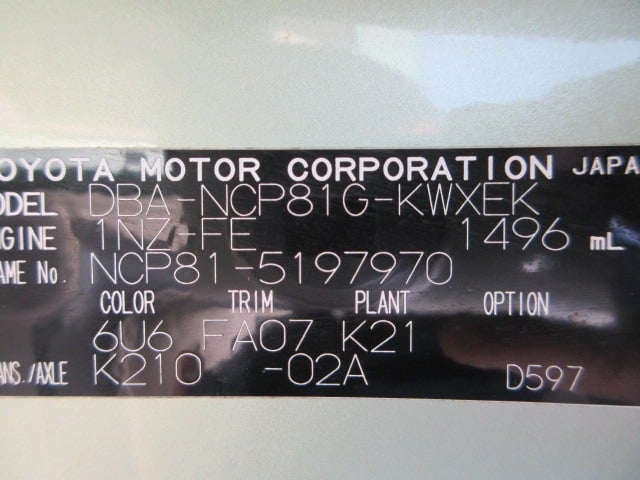 OYOTA MOTOR CORPORATION JAPA
ODEL DBA-NCP81G-KWXEK
NGINE 1NZ-FE 1496 mL
AME No. NCP81-5197970
COLOR TRIM PLANT OPTION
6U6 FA07 K21
ANS./AXLE K210 -02A D597